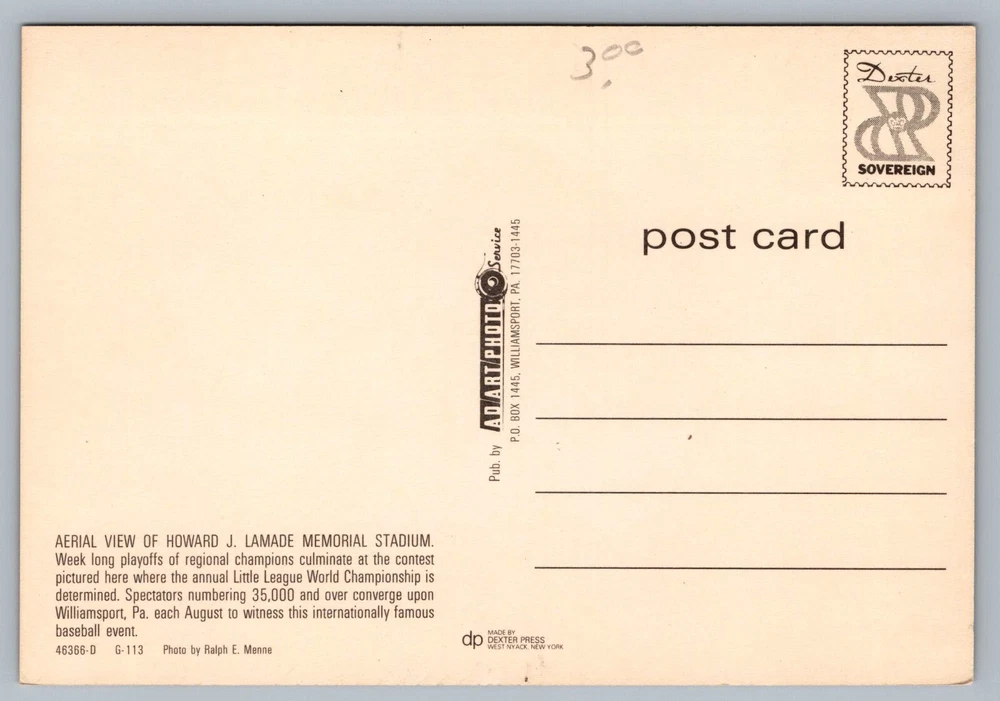 3.00
Dexter
SOVEREIGN
post card
Pub. by AD/ART/PHOTO Service
P.O. BOX 1445, WILLIAMSPORT, PA. 17703-1445
AERIAL VIEW OF HOWARD J. LAMADE MEMORIAL STADIUM.
Week long playoffs of regional champions culminate at the contest
pictured here where the annual Little League World Championship is
determined. Spectators numbering 35,000 and over converge upon
Williamsport, Pa. each August to witness this internationally famous
baseball event.
46366-D G-113 Photo by Ralph E. Menne
dp MADE BY
DEXTER PRESS
WEST NYACK, NEW YORK